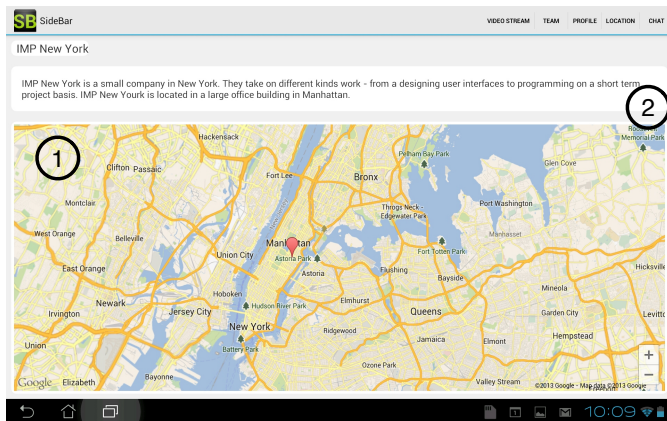 SB SideBar
VIDEO STREAM TEAM PROFILE LOCATION CHAT
IMP New York
IMP New York is a small company in New York. They take on different kinds work - from a designing user interfaces to programming on a short term
project basis. IMP New Yourk is located in a large office building in Manhattan.
2
1
Hackensack
Memorial Park
Pelham Bay Park
Glen Cove
Clifton Passaic
Fort Lee
Bronx
Montclair
Throgs Neck -
Edgewater Park
Port Washington
West Orange
Belleville
Manhattan
Manhasset
Union City
Astoria Park
Fort Totten Park
East Orange
Astoria
Flushing
Bayside
Hicksville
Newark
Hoboken
Hudson River Park
Elmhurst
Mineola
Irvington
Jersey City
Queens
Garden City
Levitto
New York
Ridgewood
Jamaica
Elmont
Hempstead
Union
Battery Park
+
Ozone Park
−
Google Elizabeth
Bayonne
Valley Stream
©2013 Google - Map data ©2013 Google
Freeport
1
10:09